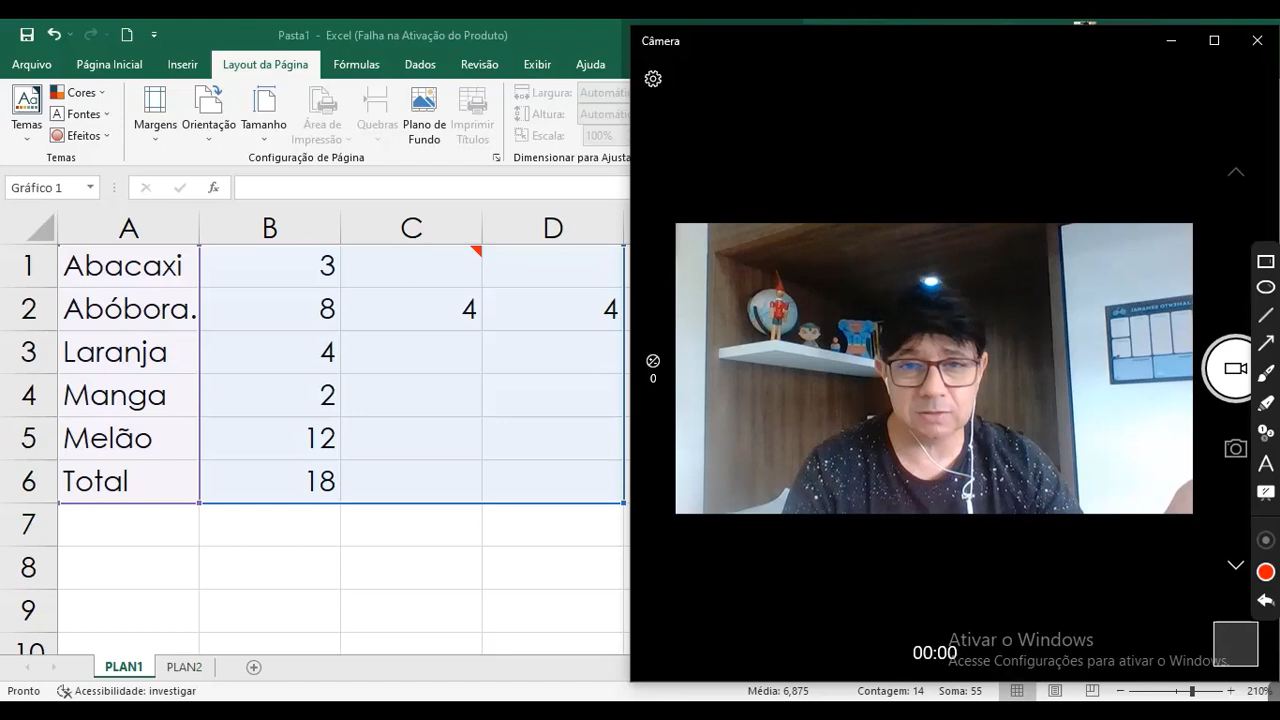 Pasta1 - Excel (Falha na Ativação do Produto)
Câmera
Arquivo Página Inicial Inserir Layout da Página Fórmulas Dados Revisão Exibir Ajuda
Cores
Fontes
Efeitos
Temas
Margens Orientação Tamanho Área de Impressão Quebras Plano de Fundo Imprimir Títulos
Largura: Automátic
Altura: Automátic
Escala: 100%
Temas Configuração de Página Dimensionar para Ajusta
Gráfico 1 fx
A B C D
1 Abacaxi 3
2 Abóbora. 8 4 4
3 Laranja 4
4 Manga 2
5 Melão 12
6 Total 18
7
8
9
10
0
00:00
Ativar o Windows
Acesse Configurações para ativar o Windows.
PLAN1 PLAN2
Pronto Acessibilidade: investigar Média: 6,875 Contagem: 14 Soma: 55 210%